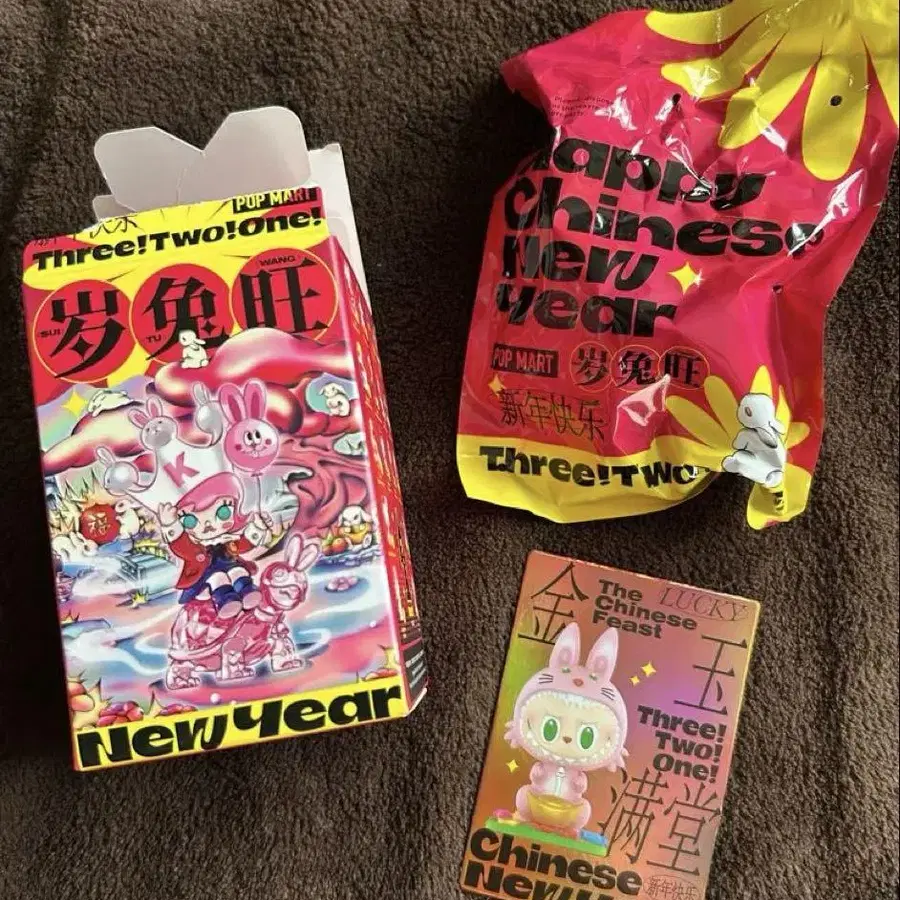 POP MART
Three!Two!One!
WANG
岁兔旺
SUI
TU
K
福
New Year
Happy
Chinese
New
Year
POP MART 岁兔旺
新年快乐
Three!Two
金玉
满堂
The
Chinese
Feast
LUCKY
Three!
Two!
One!
Chinese
New
新年快乐